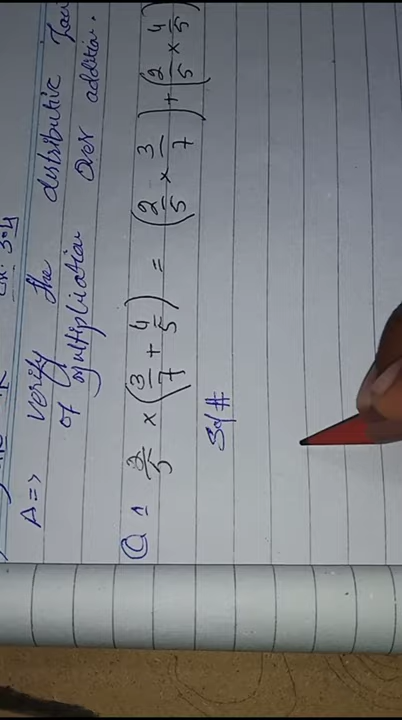 Ex: 3.4
A => Verify the distributive Law
of multiplication over addition.
Q 1 2/5 × (3/7 + 4/5) = (2/5 × 3/7) + (2/5 × 4/5)
Sol #